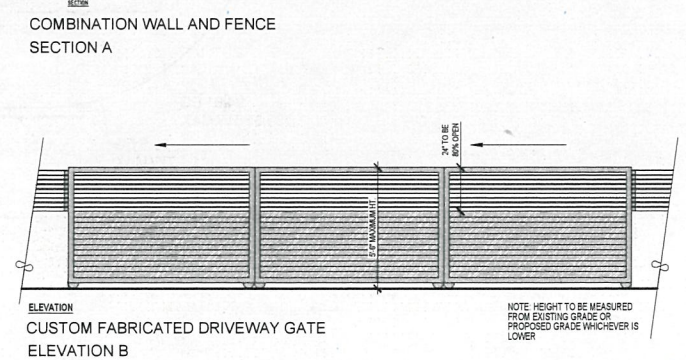 SECTION
COMBINATION WALL AND FENCE
SECTION A
24" TO BE
80% OPEN
5'-6" MAXIMUM HT.
ELEVATION
CUSTOM FABRICATED DRIVEWAY GATE
ELEVATION B
NOTE: HEIGHT TO BE MEASURED
FROM EXISTING GRADE OR
PROPOSED GRADE WHICHEVER IS
LOWER